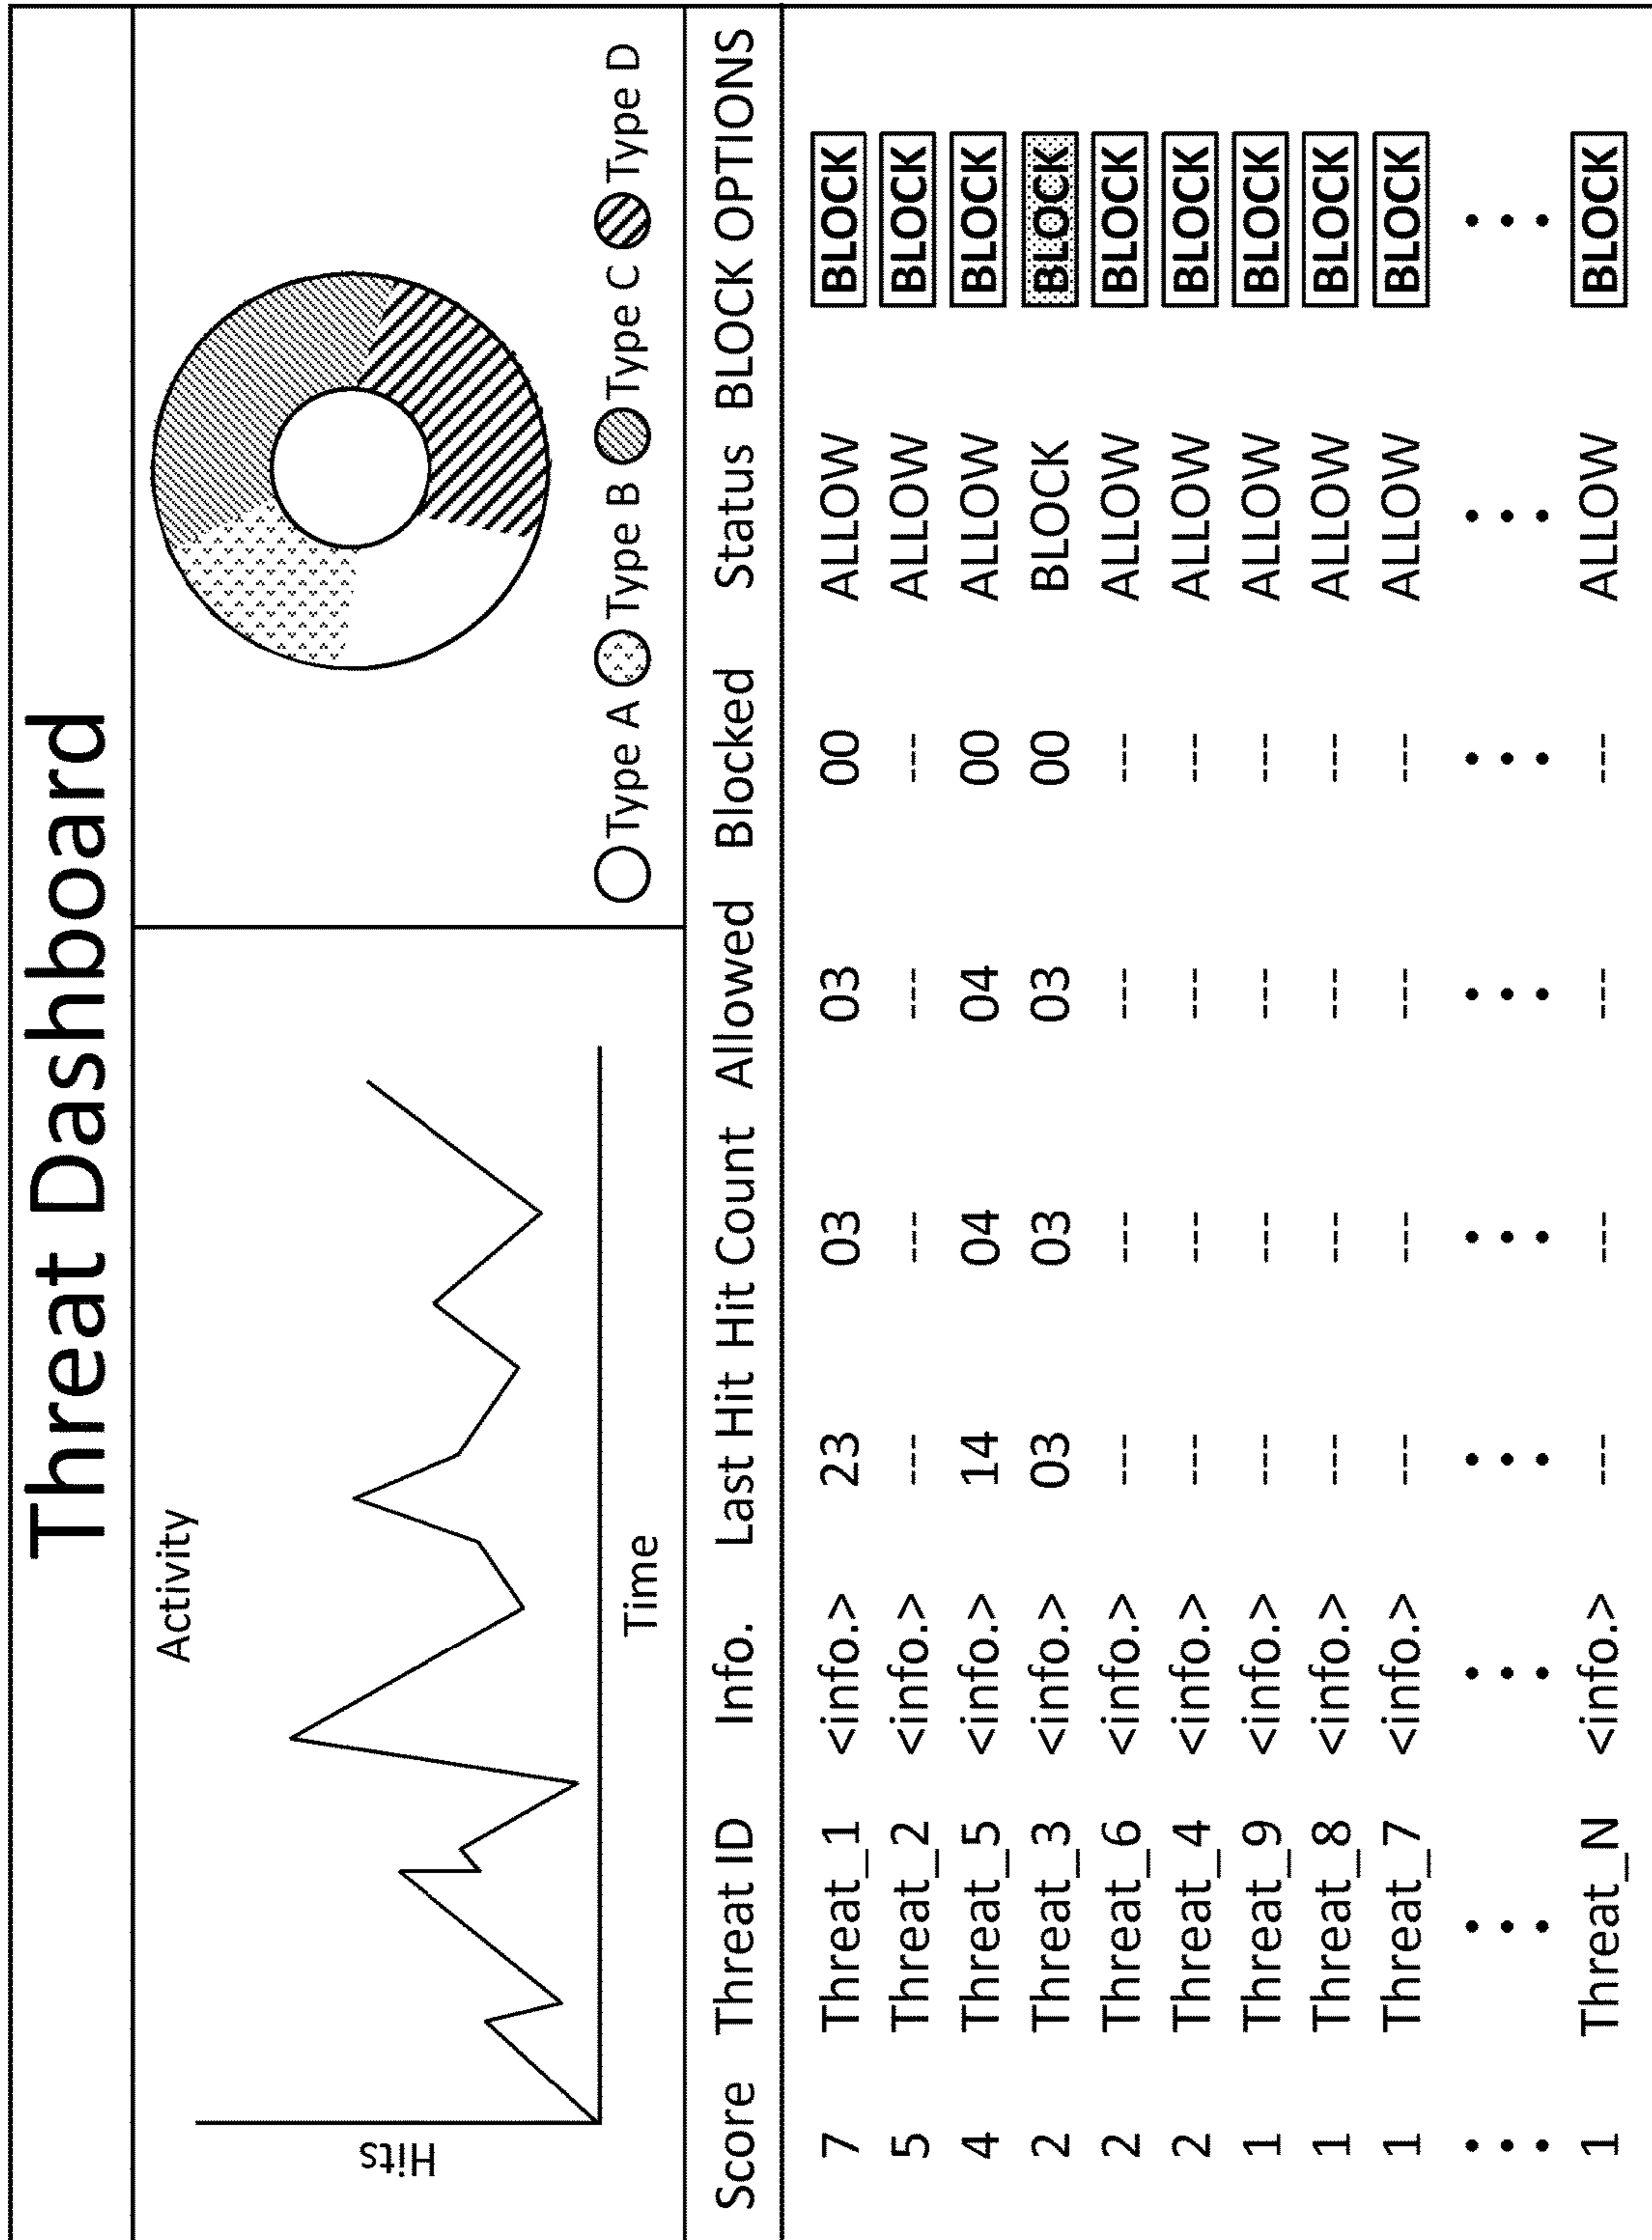 Threat Dashboard
Activity
Hits
Time
Type A Type B Type C Type D
Score Threat ID Info. Last Hit Hit Count Allowed Blocked Status BLOCK OPTIONS
7 Threat_1 <info.> 23 03 03 00 ALLOW BLOCK
5 Threat_2 <info.> --- --- --- --- ALLOW BLOCK
4 Threat_5 <info.> 14 04 04 00 ALLOW BLOCK
2 Threat_3 <info.> 03 03 03 00 BLOCK BLOCK
2 Threat_6 <info.> --- --- --- --- ALLOW BLOCK
2 Threat_4 <info.> --- --- --- --- ALLOW BLOCK
1 Threat_9 <info.> --- --- --- --- ALLOW BLOCK
1 Threat_8 <info.> --- --- --- --- ALLOW BLOCK
1 Threat_7 <info.> --- --- --- --- ALLOW BLOCK
1 Threat_N <info.> --- --- --- --- ALLOW BLOCK